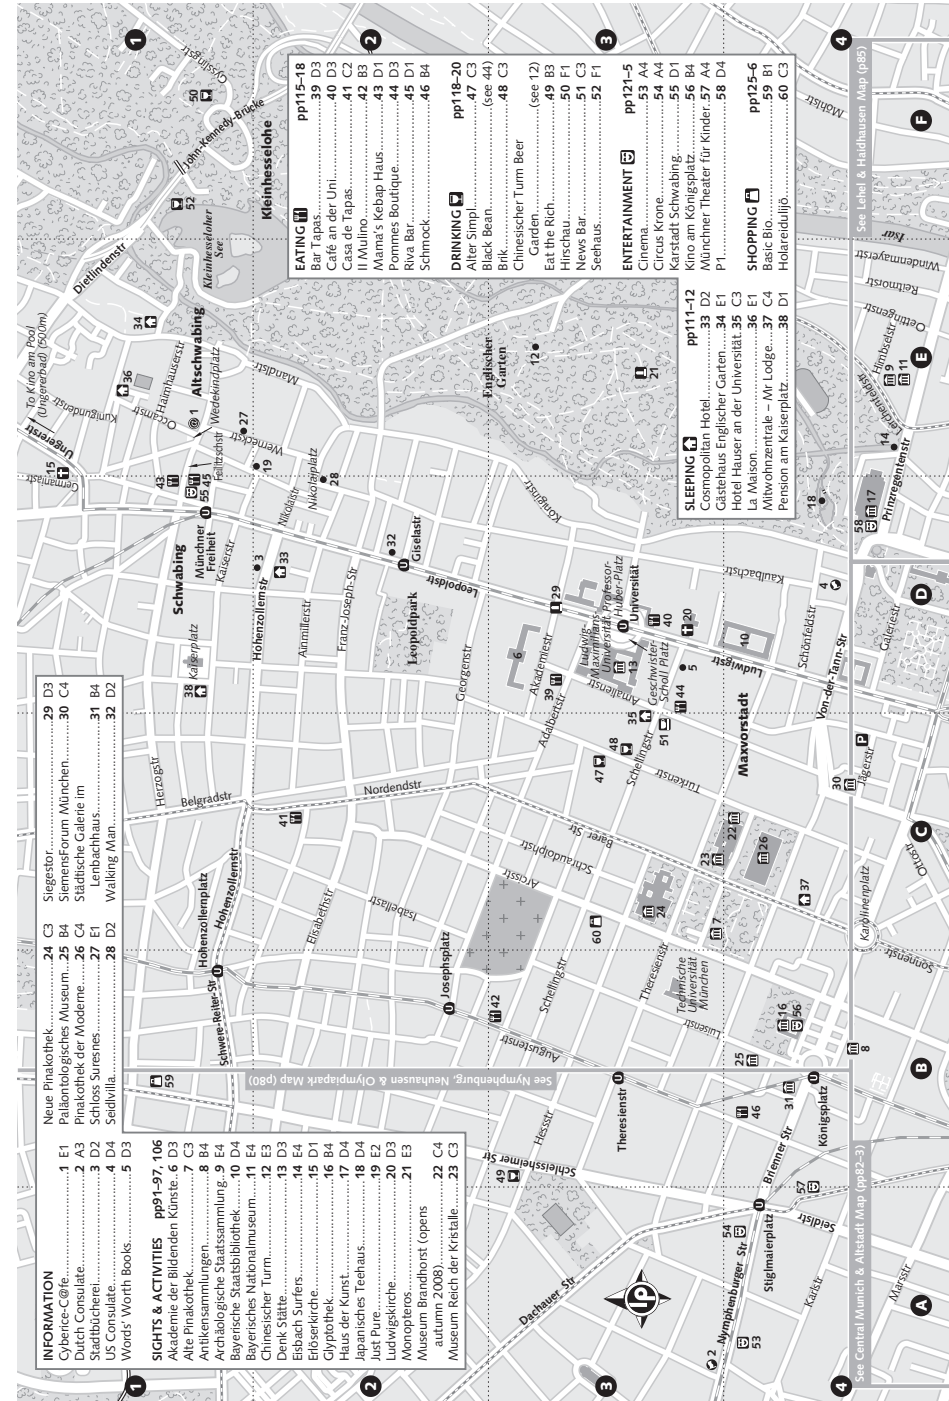 INFORMATION
Cyberice-C@fe..........1 E1
Dutch Consulate..........2 A3
Stadtbücherei..........3 D2
US Consulate..........4 D4
Words' Worth Books..........5 D3
SIGHTS & ACTIVITIES pp91–97, 106
Akademie der Bildenden Künste..6 D3
Alte Pinakothek..........7 C3
Antikensammlungen..........8 B4
Archäologische Staatssammlung..9 E4
Bayerische Staatsbibliothek..........10 D4
Bayerisches Nationalmuseum..........11 E4
Chinesischer Turm..........12 E3
Denk Stätte..........13 D3
Eisbach Surfers..........14 E4
Erlöserkirche..........15 D1
Glyptothek..........16 B4
Haus der Kunst..........17 D4
Japanisches Teehaus..........18 D4
Just Pure..........19 E2
Ludwigskirche..........20 D3
Monopteros..........21 E3
Museum Brandhorst (opens
autumn 2008)..........22 C4
Museum Reich der Kristalle..........23 C3
Neue Pinakothek..........24 C3
Paläontologisches Museum..........25 B4
Pinakothek der Moderne..........26 C4
Schloss Suresnes..........27 E1
Seidlvilla..........28 D2
Siegestor..........29 D3
SiemensForum München..........30 C4
Städtische Galerie im
Lenbachhaus..........31 B4
Walking Man..........32 D2
SLEEPING pp111–12
Cosmopolitan Hotel..........33 D2
Gästehaus Englischer Garten..........34 E1
Hotel Hauser an der Universität.35 C3
La Maison..........36 E1
Mitwohnzentrale – Mr Lodge..........37 C4
Pension am Kaiserplatz..........38 D1
EATING pp115–18
Bar Tapas..........39 D3
Café an der Uni..........40 D3
Casa de Tapas..........41 C2
Il Mulino..........42 B3
Mama's Kebap Haus..........43 D1
Pommes Boutique..........44 D3
Riva Bar..........45 D1
Schmock..........46 B4
DRINKING pp118–20
Alter Simpl..........47 C3
Black Bean..........(see 44)
Brik..........48 C3
Chinesischer Turm Beer
Garden..........(see 12)
Eat the Rich..........49 B3
Hirschau..........50 F1
News Bar..........51 C3
Seehaus..........52 F1
ENTERTAINMENT pp121–5
Cinema..........53 A4
Circus Krone..........54 A4
Karstadt Schwabing..........55 D1
Kino am Königsplatz..........56 B4
Münchner Theater für Kinder..57 A4
P1..........58 D4
SHOPPING pp125–6
Basic Bio..........59 B1
Holareidulijö..........60 C3
1
2
3
4
1
2
3
4
A
B
C
D
E
F
See Nymphenburg, Neuhausen & Olympiapark Map (p80)
See Central Munich & Altstadt Map (pp82–3)
See Lehel & Haidhausen Map (p85)
To Kino am Pool
(Ungererbad) (500m)
Ungererstr
Germaniastr
Kunigundenstr
Dietlindenstr
John-Kennedy-Brücke
Gysslingstr
Kleinhesselohe
Kleinhesseloher
See
Altschwabing
Haimhauserstr
Occamstr
Wedekindplatz
Feilitzschstr
Mandlstr
Werneckstr
Nikolaiplatz
Nikolaistr
Schwabing
Münchner
Freiheit
Kaiserstr
Kaiserplatz
Hohenzollernstr
Ainmillerstr
Franz-Joseph-Str
Giselastr
Leopoldstr
Leopoldpark
Königinstr
Georgenstr
Herzogstr
Belgradstr
Nordendstr
Hohenzollernstr
Hohenzollernplatz
Schwere-Reiter-Str
Elisabethstr
Isabellastr
Josephsplatz
Arcisstr
Schraudolphstr
Barer Str
Adalbertstr
Akademiestr
Amalienstr
Ludwig-
Maximilians-
Universität
Professor-
Huber-Platz
Universität
Geschwister-
Scholl Platz
Schellingstr
Türkenstr
Ludwigstr
Kaulbachstr
Schönfeldstr
Von-der-Tann-Str
Galeriestr
Maxvorstadt
Englischer
Garten
Möhlstr
Isar
Windenmayerstr
Reitmorstr
Oettingenstr
Himbselstr
Lerchenfeldstr
Prinzregentenstr
Jägerstr
P
Ottostr
Karolinenplatz
Sonnenstr
Schellingstr
Theresienstr
Technische
Universität
München
Luisenstr
Augustenstr
Hessstr
Schleissheimer Str
Theresienstr
Königsplatz
Brienner Str
Stiglmaierplatz
Seidlstr
Dachauer Str
Nymphenburger Str
Karlstr
Marsstr
lp